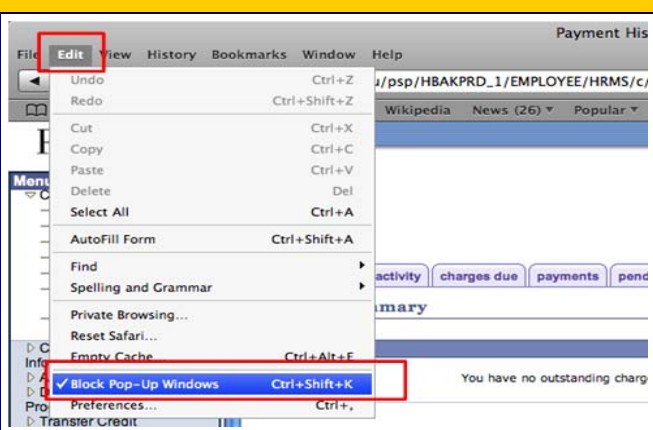 Payment His
File Edit View History Bookmarks Window Help
Undo Ctrl+Z
u/psp/HBAKPRD_1/EMPLOYEE/HRMS/c/
Redo Ctrl+Shift+Z
Wikipedia News (26) Popular
Cut Ctrl+X
Copy Ctrl+C
Paste Ctrl+V
Menu
Delete Del
Select All Ctrl+A
AutoFill Form Ctrl+Shift+A
Find
activity charges due payments pend
Spelling and Grammar
mary
Private Browsing...
Reset Safari...
Empty Cache... Ctrl+Alt+E
Block Pop-Up Windows Ctrl+Shift+K
You have no outstanding charg
Preferences... Ctrl+,
Transfer Credit